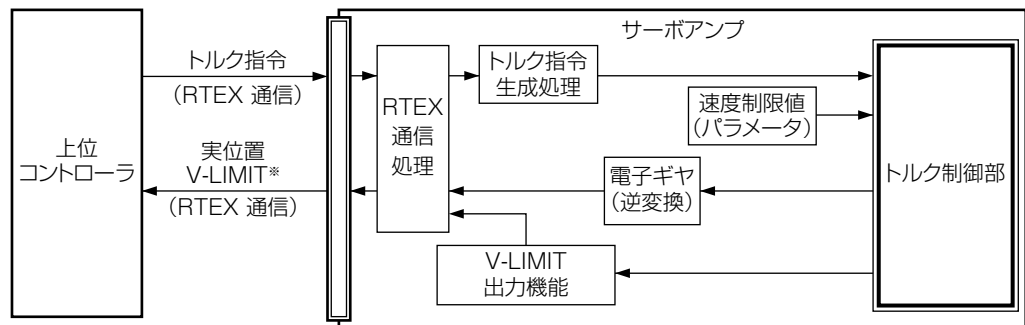 サーボアンプ
トルク指令
(RTEX 通信)
トルク指令
生成処理
RTEX
通信
処理
速度制限値
(パラメータ)
上位
コントローラ
実位置
V-LIMIT※
(RTEX 通信)
電子ギヤ
(逆変換)
トルク制御部
V-LIMIT
出力機能